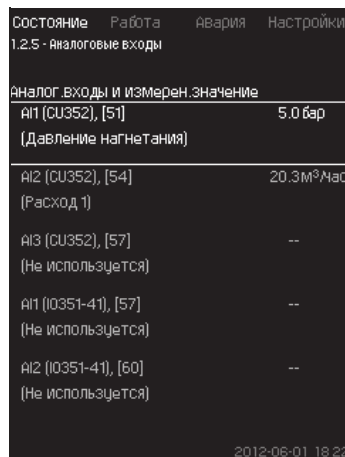 Состояние Работа Авария Настройки
1.2.5 - Аналоговые входы
Аналог.входы и измерен.значение
AI1 (CU352), [51] 5.0 бар
(Давление нагнетания)
AI2 (CU352), [54] 20.3м³/час
(Расход 1)
AI3 (CU352), [57] --
(Не используется)
AI1 (IO351-41), [57] --
(Не используется)
AI2 (IO351-41), [60] --
(Не используется)
2012-06-01 18:22